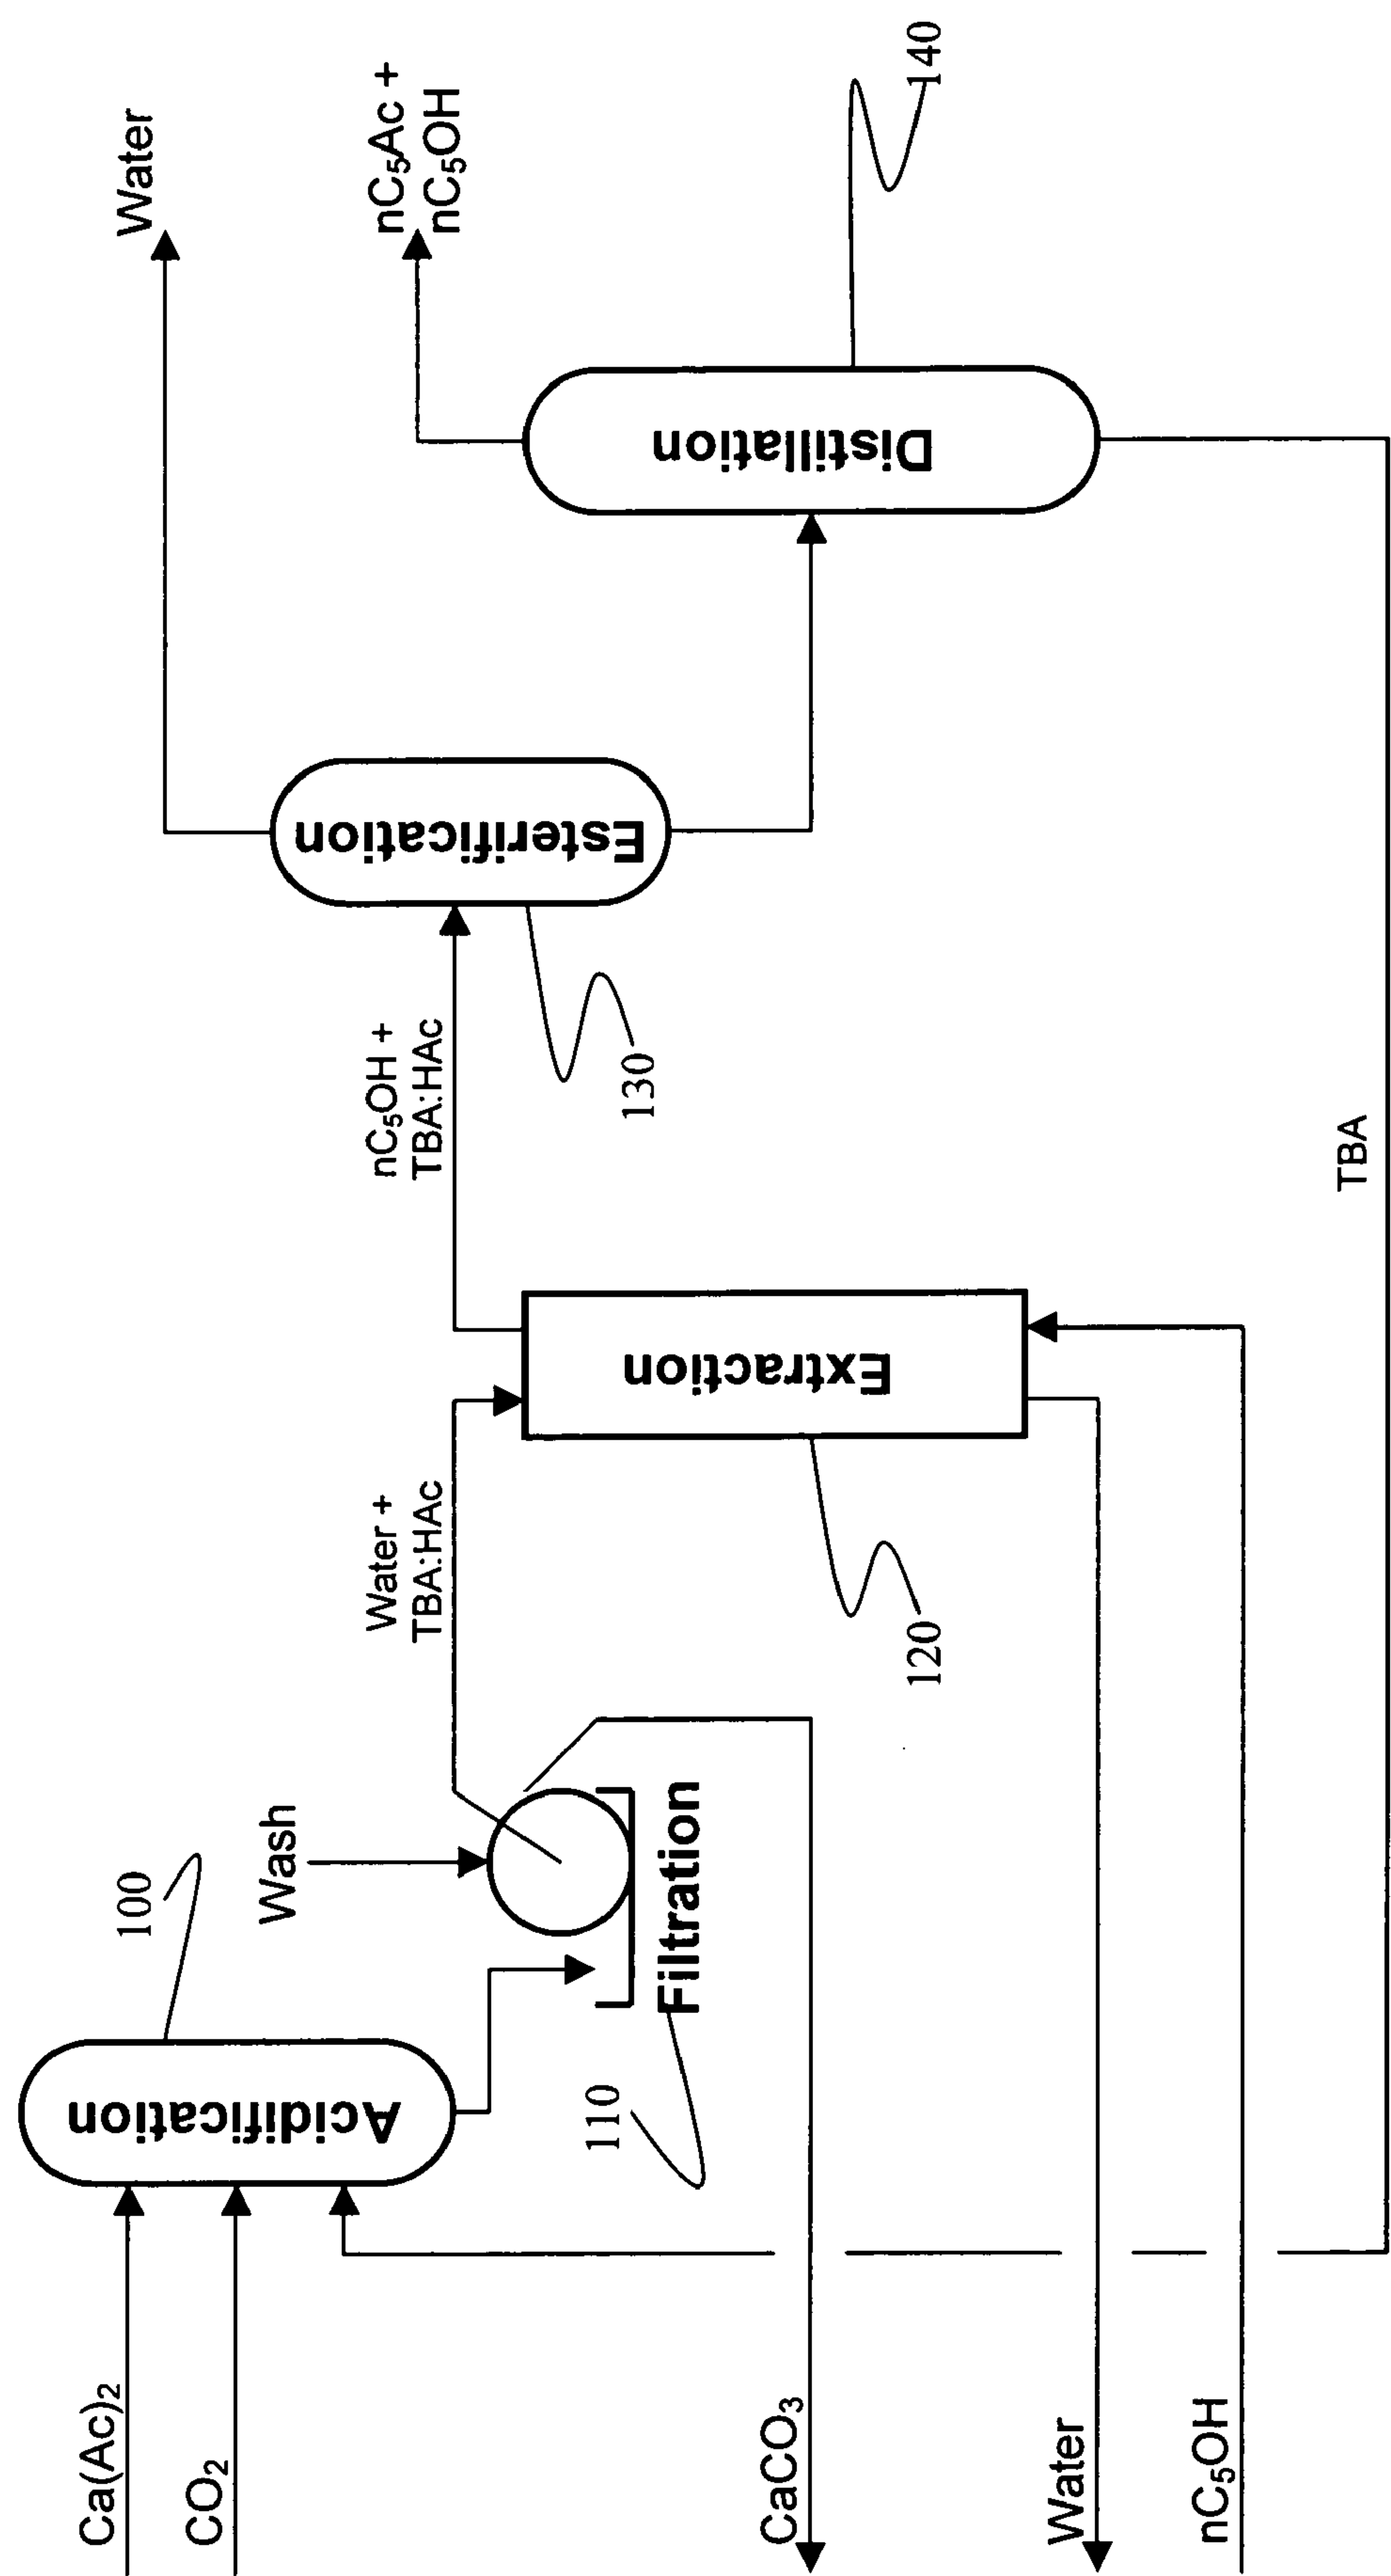 Ca(Ac)₂
CO₂
Acidification
100
Wash
Filtration
110
Water +
TBA:HAc
CaCO₃
Extraction
120
Water
nC₅OH
nC₅OH +
TBA:HAc
Esterification
130
Water
Distillation
140
nC₅Ac +
nC₅OH
TBA